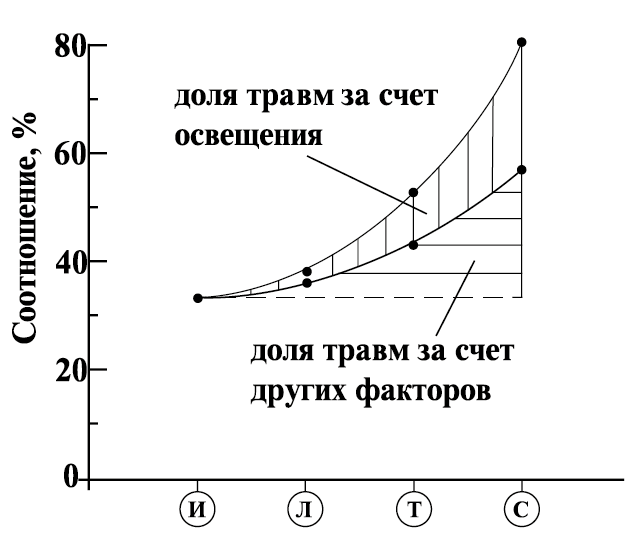 80
доля травм за счет
освещения
60
Соотношение, %
40
доля травм за счет
других факторов
20
0
И Л Т С